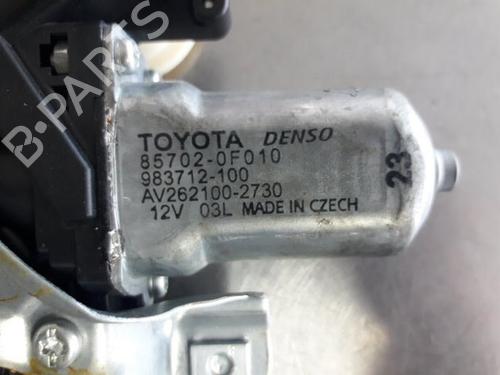 TOYOTA DENSO
85702-0F010
983712-100
AV262100-2730
12V 03L MADE IN CZECH
23
B-PARTS